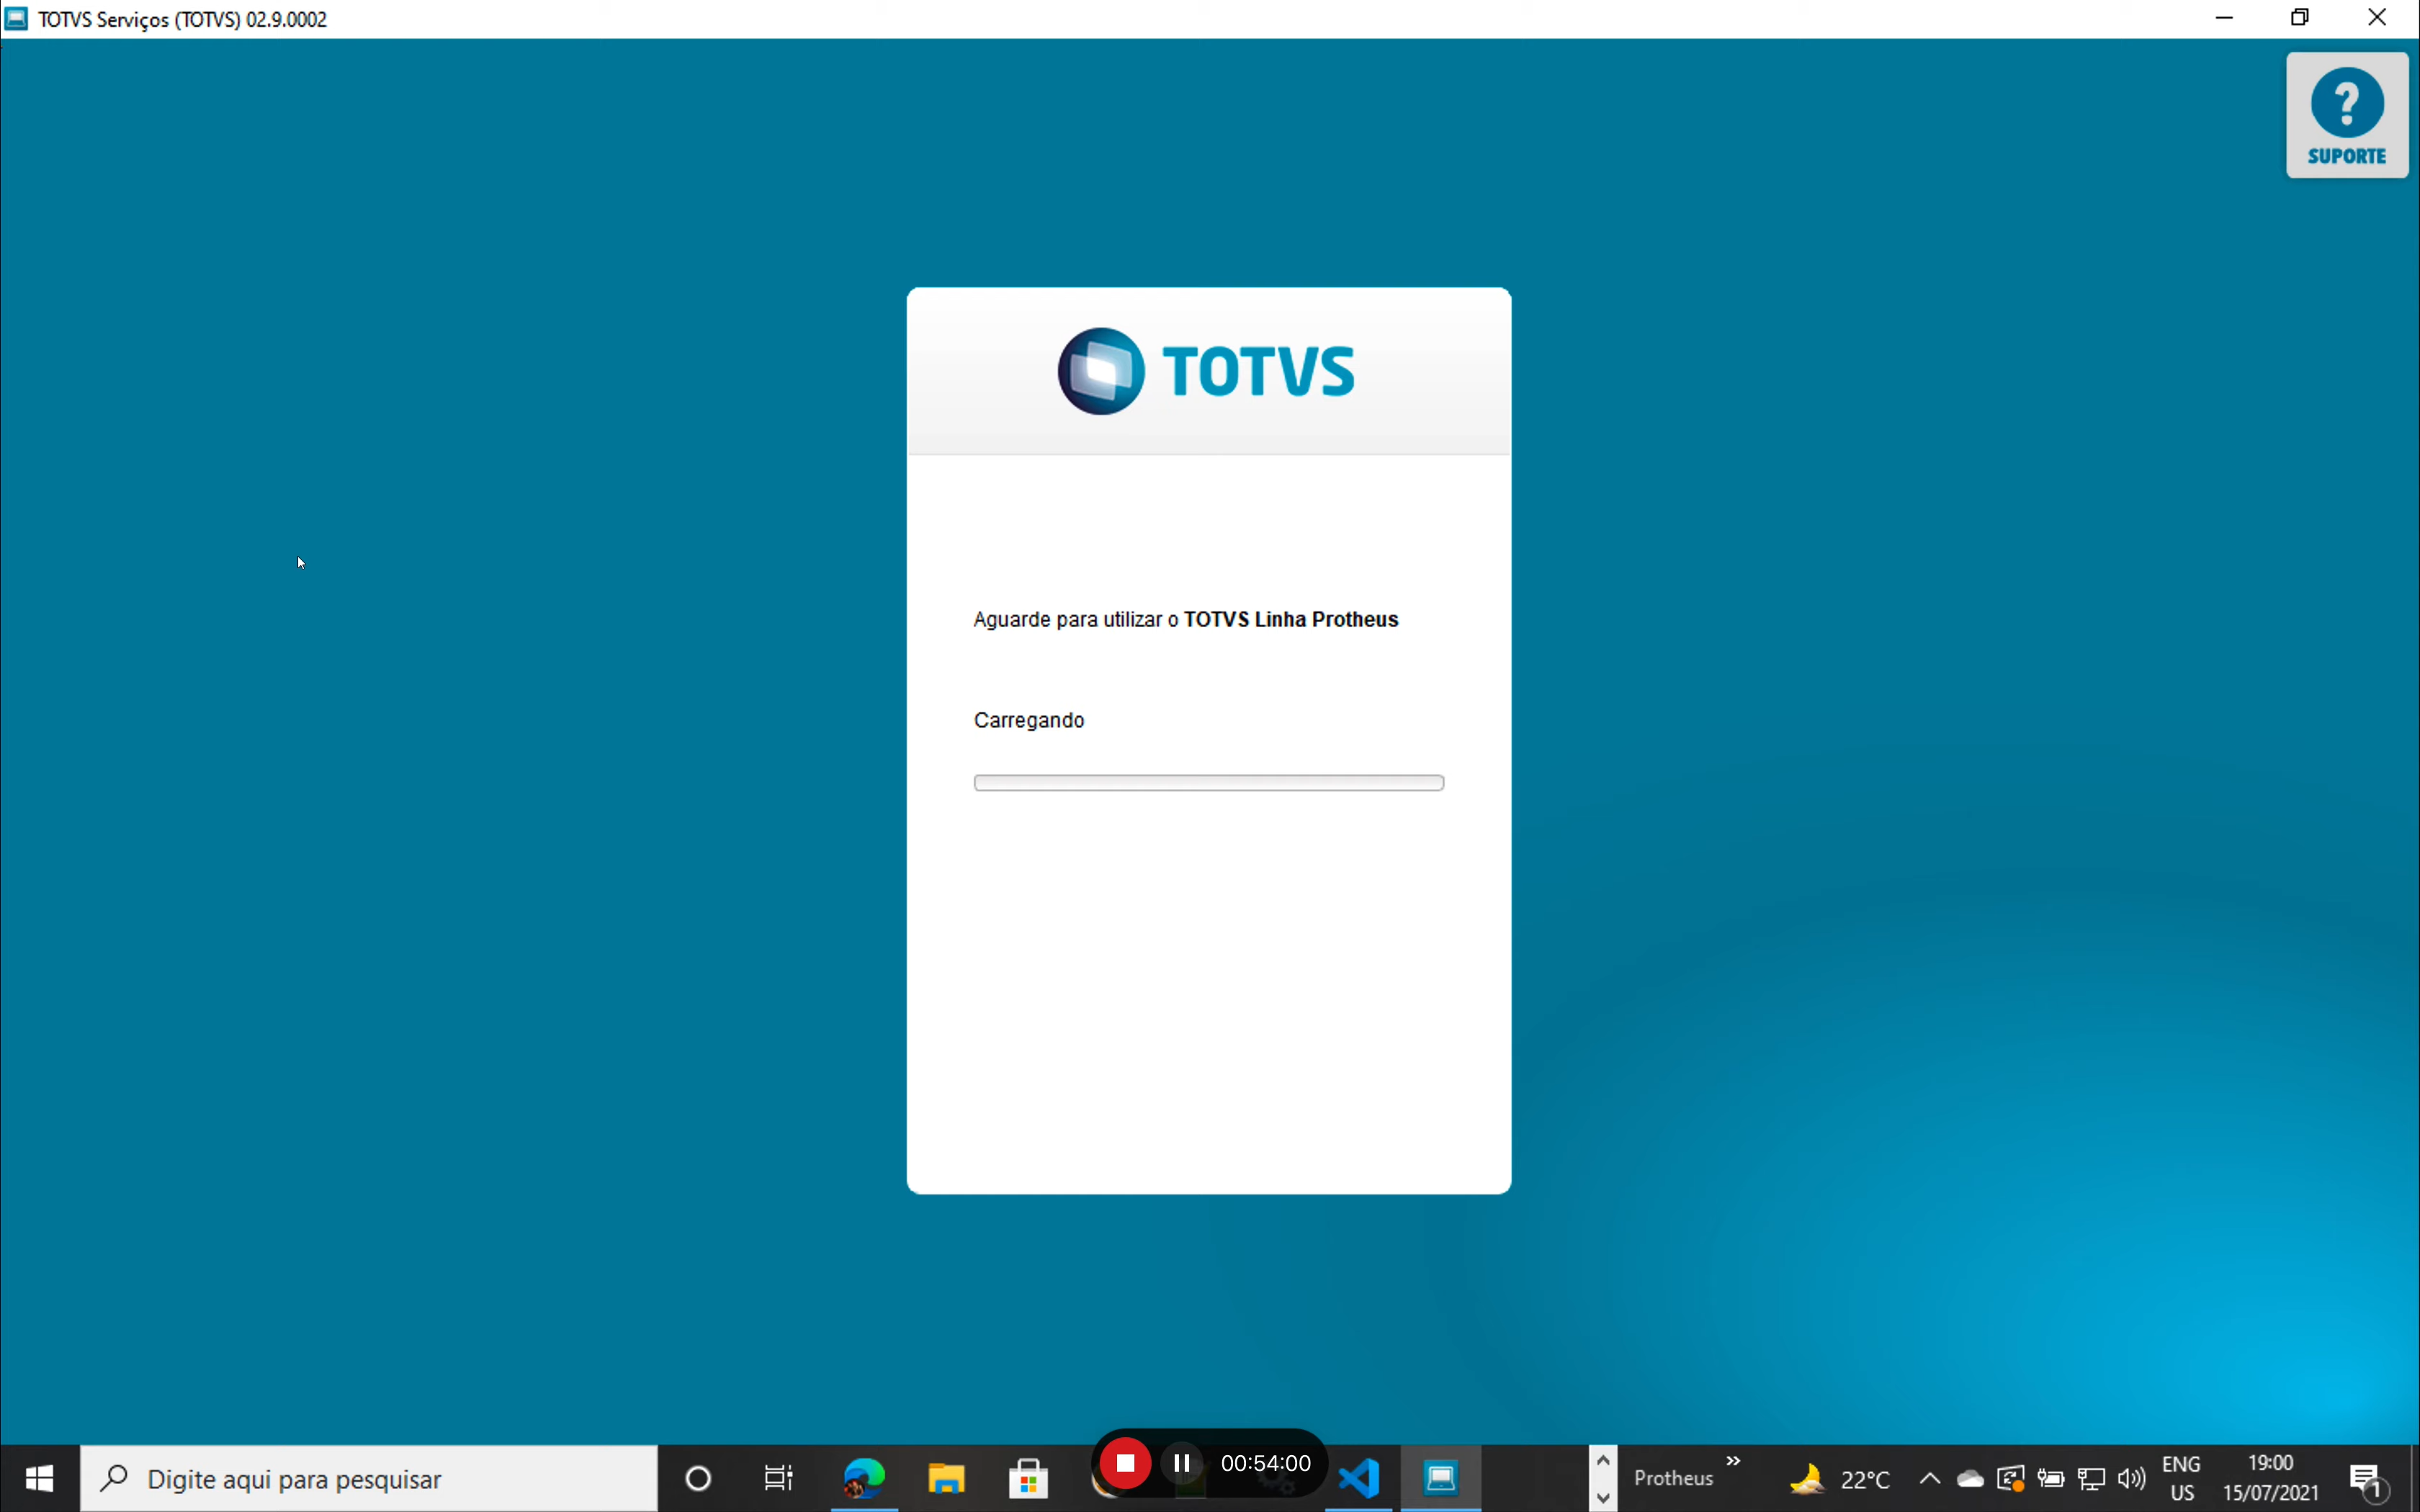 TOTVS Serviços (TOTVS) 02.9.0002
SUPORTE
TOTVS
Aguarde para utilizar o TOTVS Linha Protheus
Carregando
Digite aqui para pesquisar
00:54:00
Protheus
22°C
ENG
US
19:00
15/07/2021
1